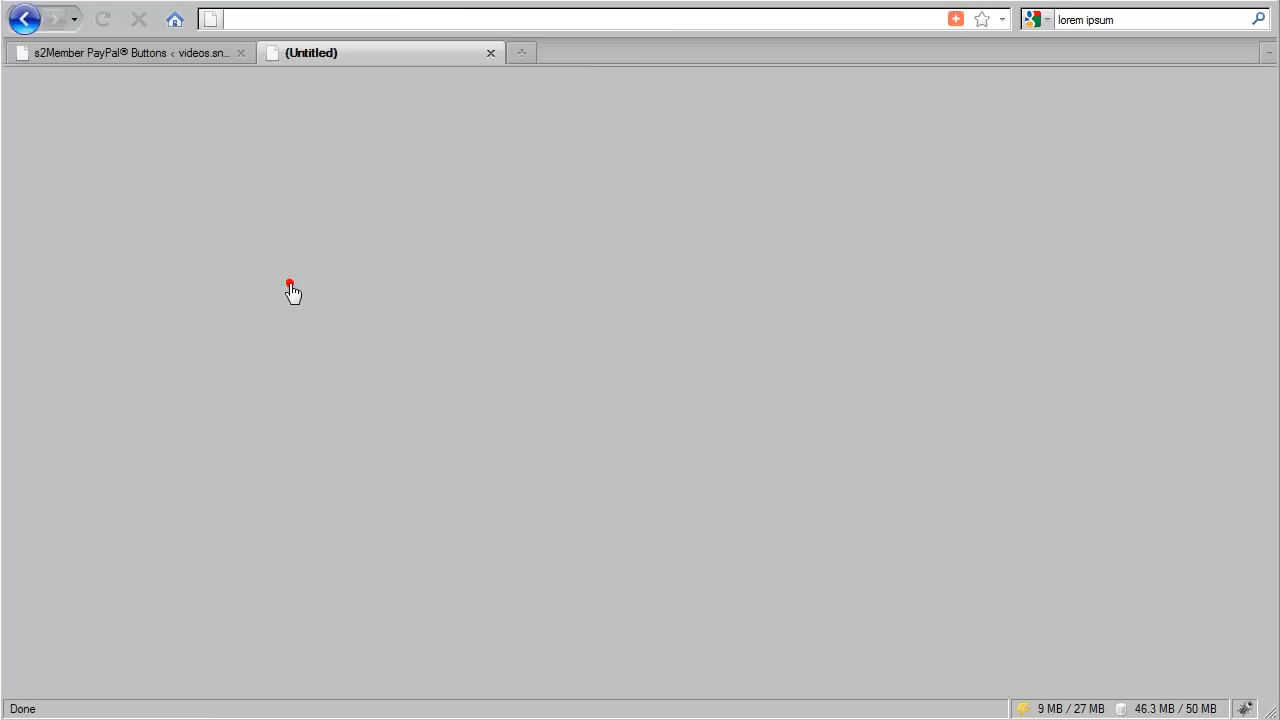 lorem ipsum
s2Member PayPal® Buttons ‹ videos.sn...
(Untitled)
Done
9 MB / 27 MB
46.3 MB / 50 MB